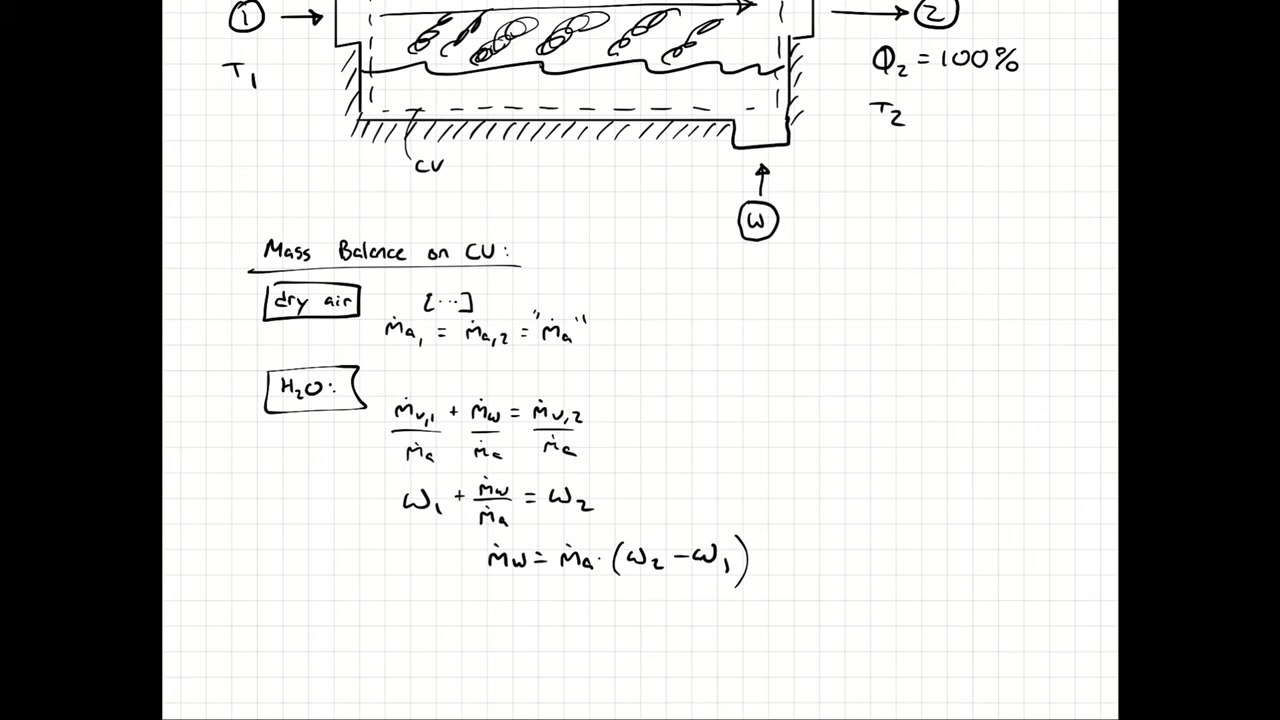 1
2
T₁
Φ₂ = 100%
T₂
CV
W
Mass Balance on CV:
dry air
[...]
ṁa,1 = ṁa,2 = "ṁa"
H₂O:
ṁv,1/ṁa + ṁw/ṁa = ṁv,2/ṁa
ω₁ + ṁw/ṁa = ω₂
ṁw = ṁa · (ω₂ − ω₁)